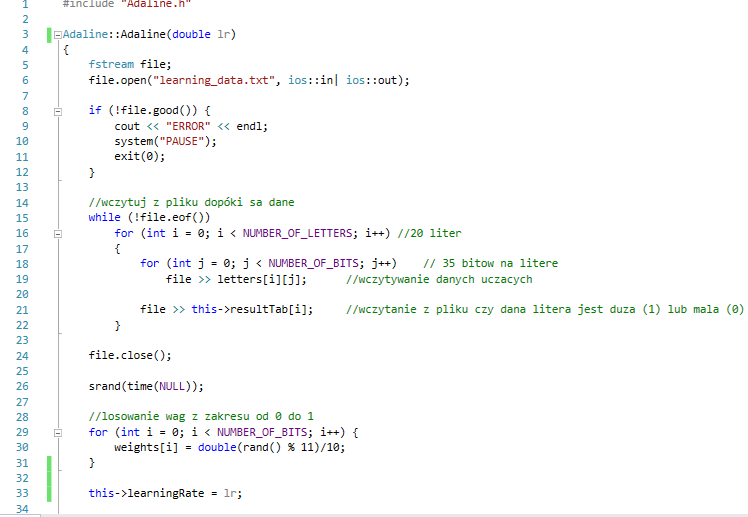 1 #include "Adaline.h"
2
3 Adaline::Adaline(double lr)
4 {
5 fstream file;
6 file.open("learning_data.txt", ios::in| ios::out);
7
8 if (!file.good()) {
9 cout << "ERROR" << endl;
10 system("PAUSE");
11 exit(0);
12 }
13
14 //wczytuj z pliku dopóki sa dane
15 while (!file.eof())
16 for (int i = 0; i < NUMBER_OF_LETTERS; i++) //20 liter
17 {
18 for (int j = 0; j < NUMBER_OF_BITS; j++) // 35 bitow na litere
19 file >> letters[i][j]; //wczytywanie danych uczacych
20
21 file >> this->resultTab[i]; //wczytanie z pliku czy dana litera jest duza (1) lub mala (0)
22 }
23
24 file.close();
25
26 srand(time(NULL));
27
28 //losowanie wag z zakresu od 0 do 1
29 for (int i = 0; i < NUMBER_OF_BITS; i++) {
30 weights[i] = double(rand() % 11)/10;
31 }
32
33 this->learningRate = lr;
34